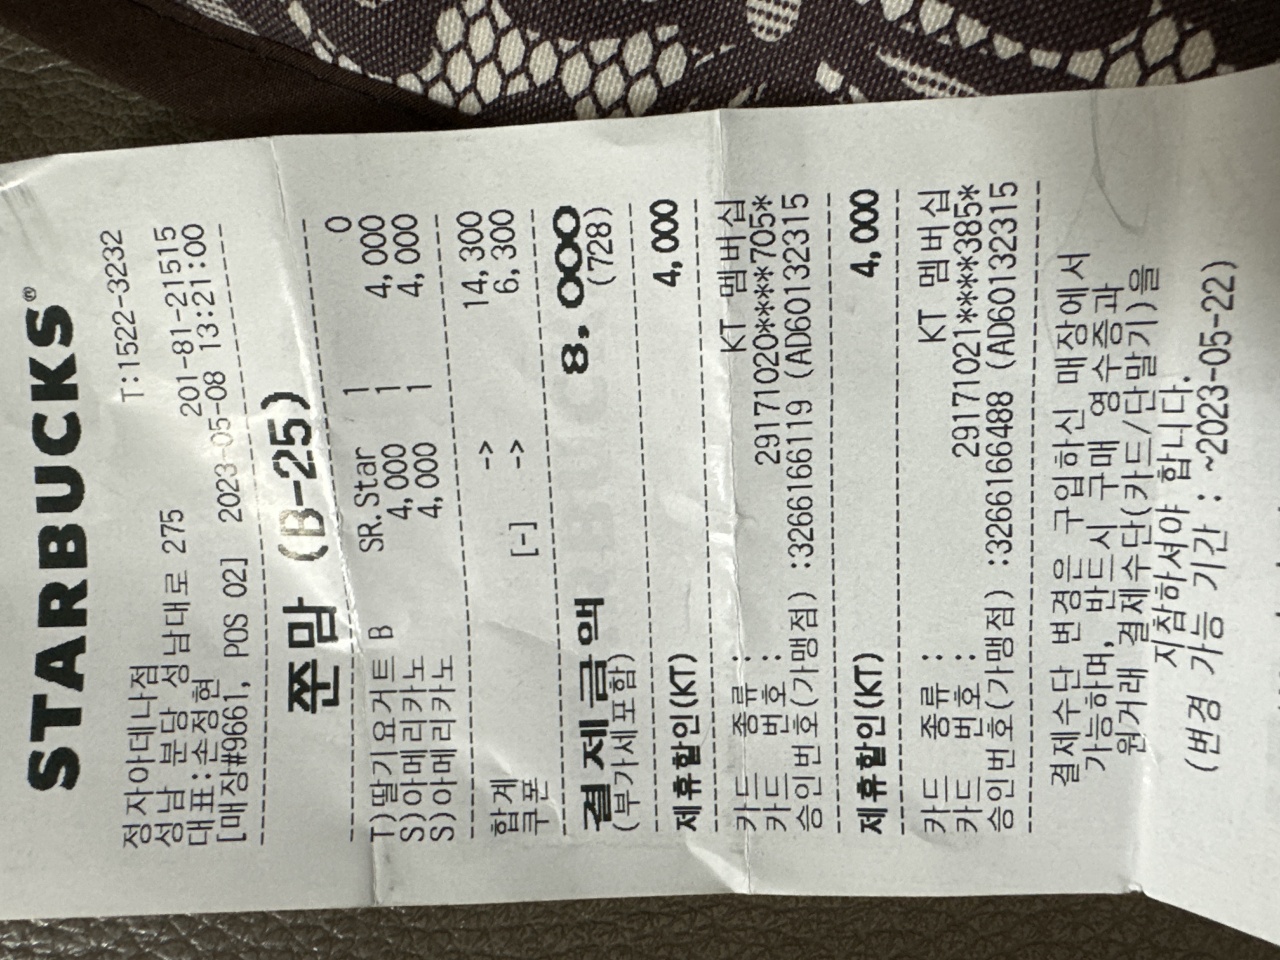 STARBUCKS®
정자아데나점 T:1522-3232
성남 분당 성남대로 275
대표:손정현 201-81-21515
[매장#9661, POS 02] 2023-05-08 13:21:00
쭌맘 (B-25)
T)딸기요거트 B SR.Star 1 0
S)아메리카노 4,000 1 4,000
S)아메리카노 4,000 1 4,000
합계 -> 14,300
쿠폰 [-] -> 6,300
결제금액 8,000
(부가세포함) (728)
제휴할인(KT) 4,000
카드 종류 : KT 멤버십
카드 번호 : 29171020****705*
승인번호(가맹점) :3266166119 (AD60132315
제휴할인(KT) 4,000
카드 종류 : KT 멤버십
카드 번호 : 29171021****385*
승인번호(가맹점) :3266166488 (AD60132315
결제수단 변경은 구입하신 매장에서
가능하며, 반드시 구매 영수증과
원거래 결제수단(카드/단말기)을
지참하셔야 합니다.
(변경 가능 기간 : ~2023-05-22)